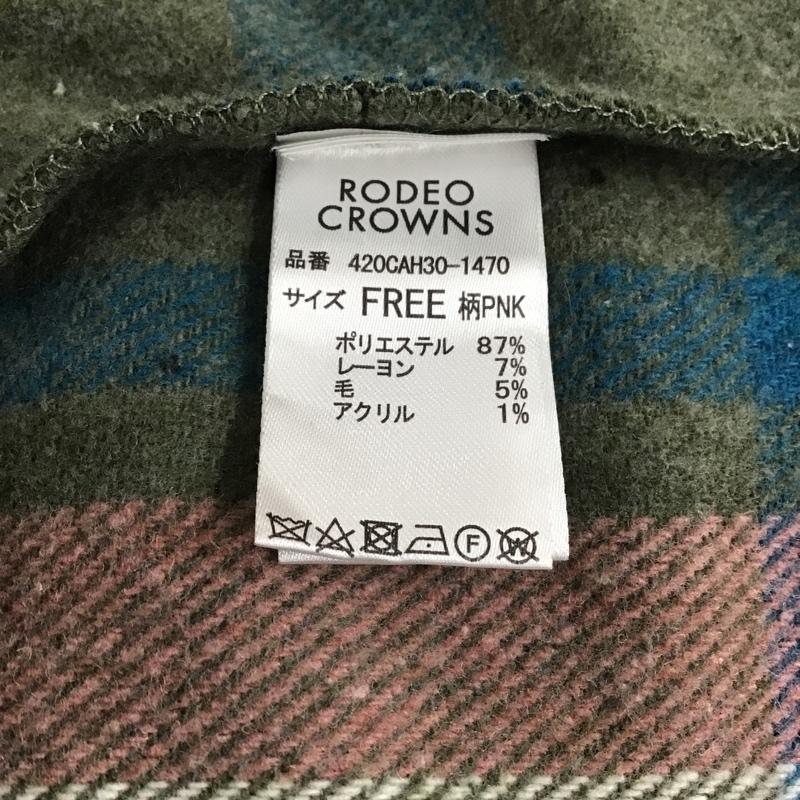 RODEO
CROWNS
品番 420CAH30-1470
サイズ FREE 柄PNK
ポリエステル 87%
レーヨン 7%
毛 5%
アクリル 1%
F W